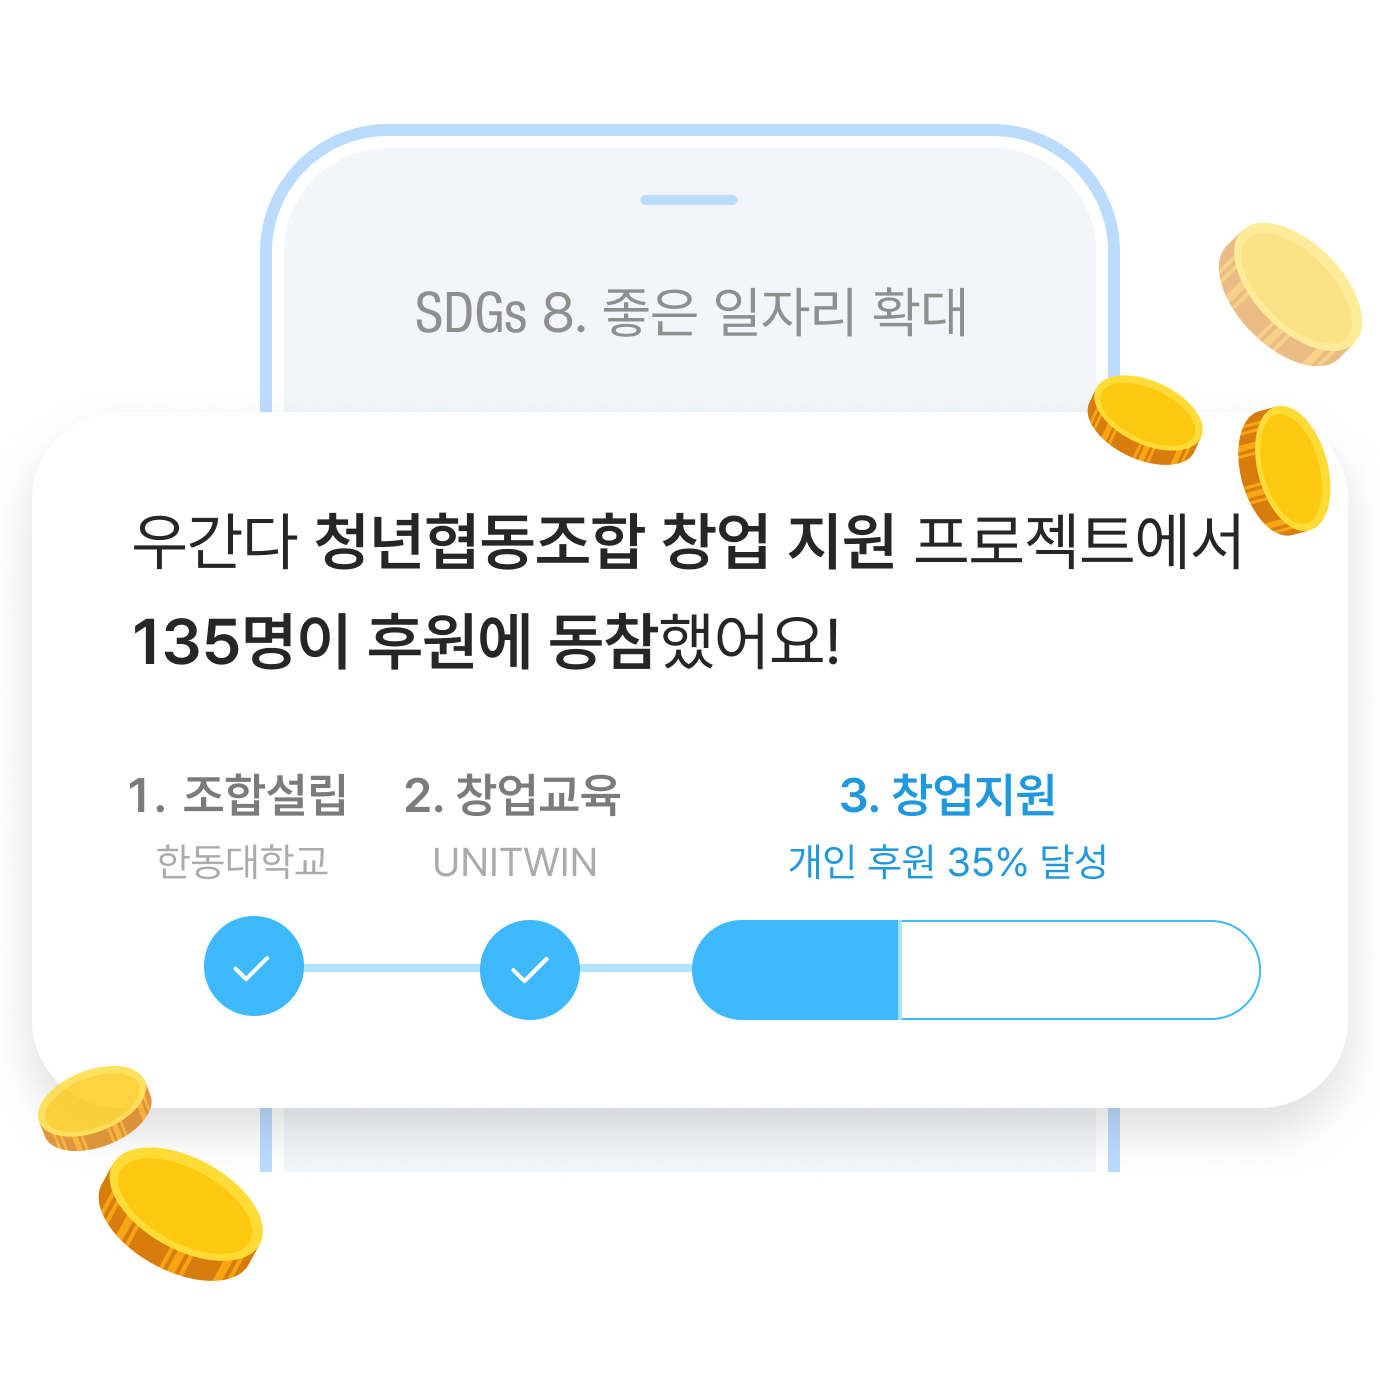 SDGs 8. 좋은 일자리 확대
우간다 청년협동조합 창업 지원 프로젝트에서
135명이 후원에 동참했어요!
1. 조합설립 2. 창업교육 3. 창업지원
한동대학교 UNITWIN 개인 후원 35% 달성